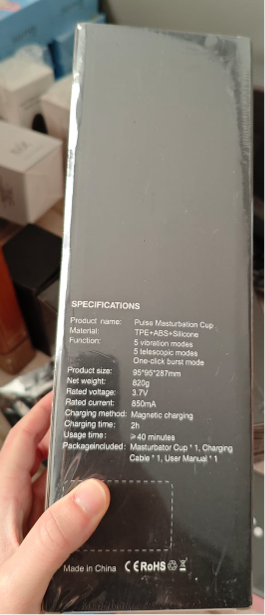 SPECIFICATIONS
Product name: Pulse Masturbation Cup
Material: TPE+ABS+Silicone
Function: 5 vibration modes
5 telescopic modes
One-click burst mode
Product size: 95*95*287mm
Net weight: 820g
Rated voltage: 3.7V
Rated current: 850mA
Charging method: Magnetic charging
Charging time: 2h
Usage time: ≥40 minutes
Packageincluded: Masturbator Cup * 1, Charging
Cable * 1, User Manual * 1
Made in China CE RoHS